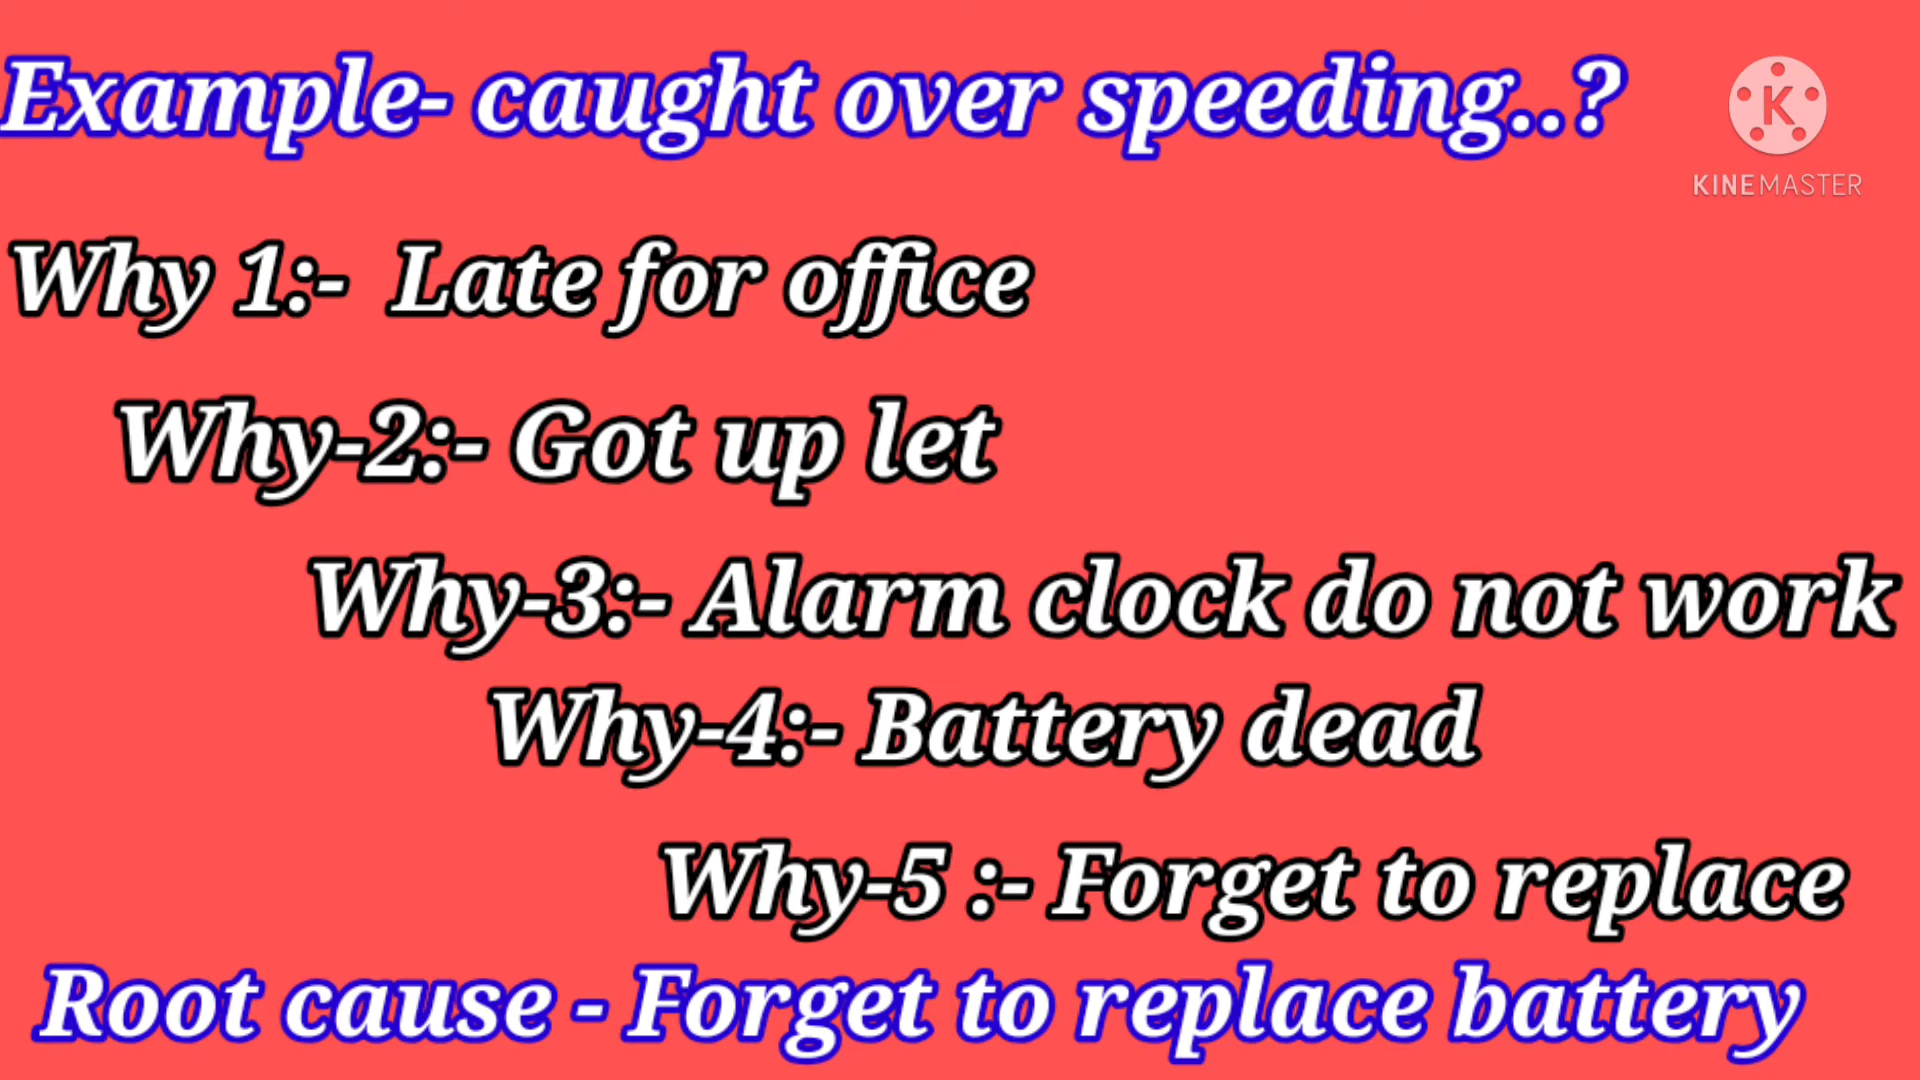 Example- caught over speeding..?
KINEMASTER
Why 1:- Late for office
Why-2:- Got up let
Why-3:- Alarm clock do not work
Why-4:- Battery dead
Why-5 :- Forget to replace
Root cause - Forget to replace battery